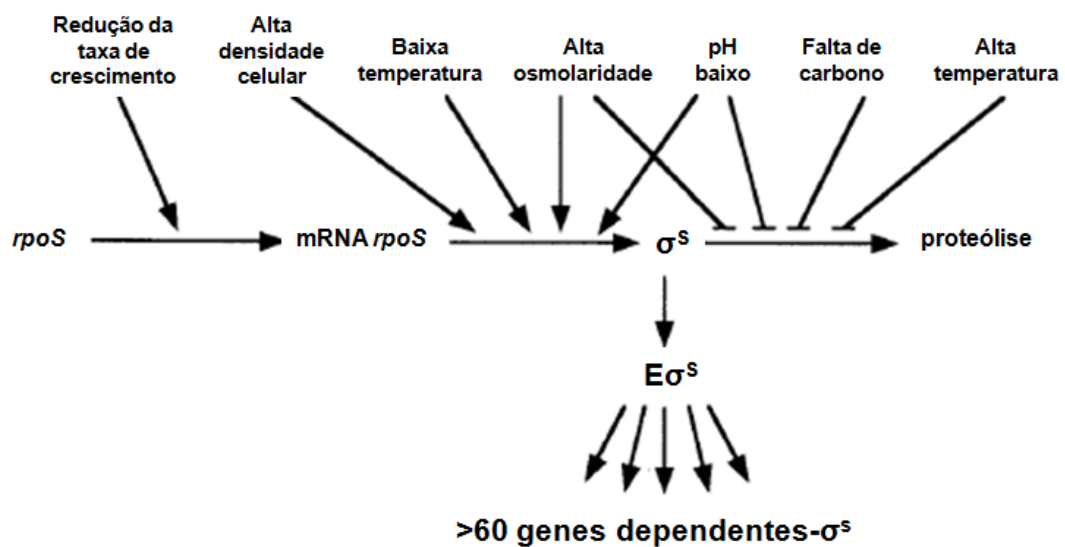 Redução da
taxa de
crescimento
Alta
densidade
celular
Baixa
temperatura
Alta
osmolaridade
pH
baixo
Falta de
carbono
Alta
temperatura
rpoS
mRNA rpoS
σˢ
proteólise
Eσˢ
>60 genes dependentes-σˢ